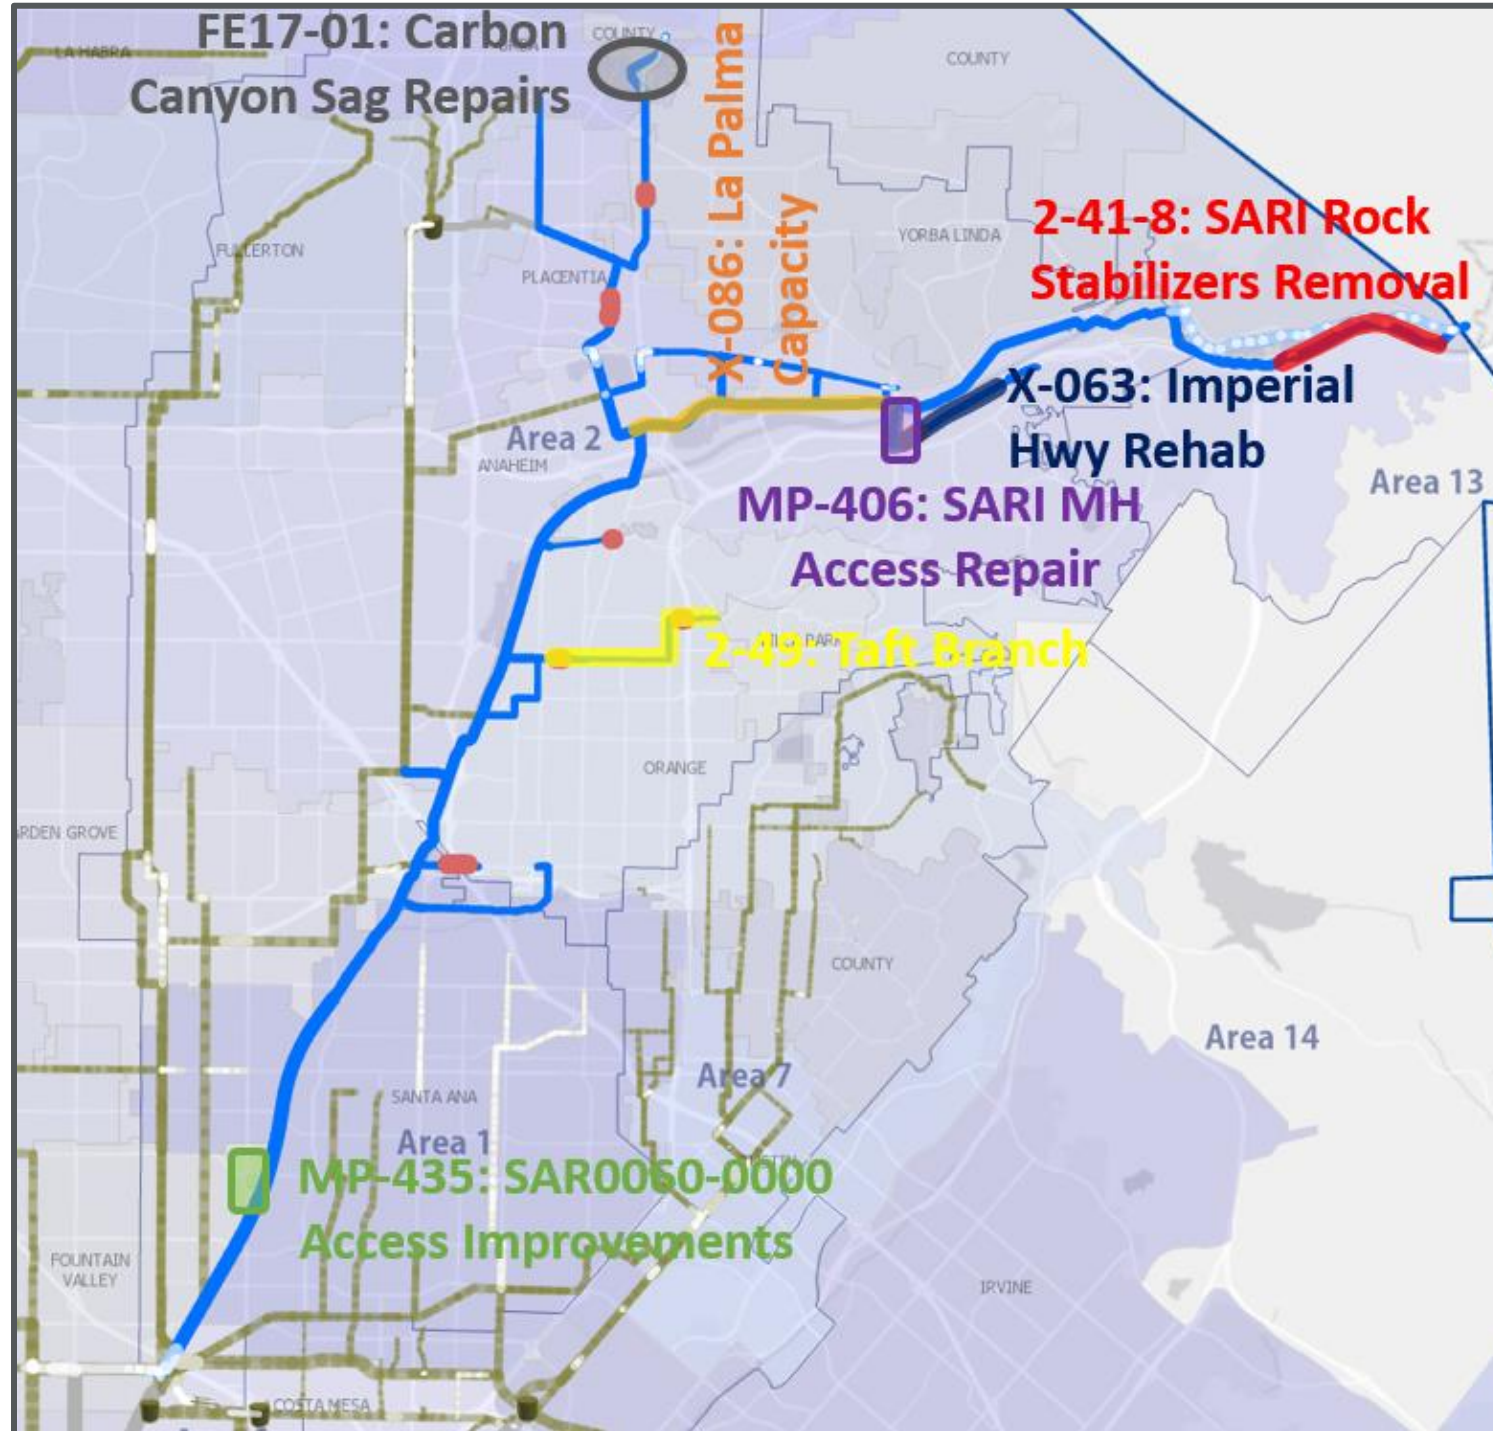 FE17-01: Carbon
Canyon Sag Repairs
LA HABRA
BREA
COUNTY
COUNTY
X-086: La Palma
Capacity
FULLERTON
PLACENTIA
YORBA LINDA
2-41-8: SARI Rock
Stabilizers Removal
X-063: Imperial
Hwy Rehab
Area 2
ANAHEIM
Area 13
MP-406: SARI MH
Access Repair
2-49: Taft Branch
ORANGE
COUNTY
Area 14
Area 7
SANTA ANA
Area 1
MP-435: SAR0060-0000
Access Improvements
FOUNTAIN
VALLEY
IRVINE
COSTA MESA